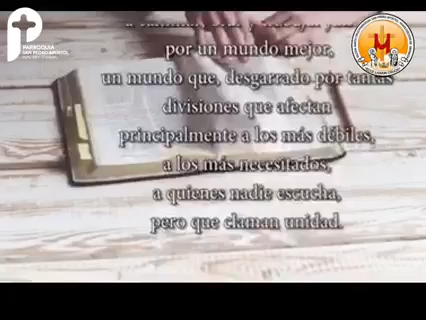 por un mundo mejor,
un mundo que, desgarrado por tantas
divisiones que afectan
principalmente a los más débiles,
a los más necesitados,
a quienes nadie escucha,
pero que claman unidad.
PARROQUIA
SAN PEDRO APÓSTOL